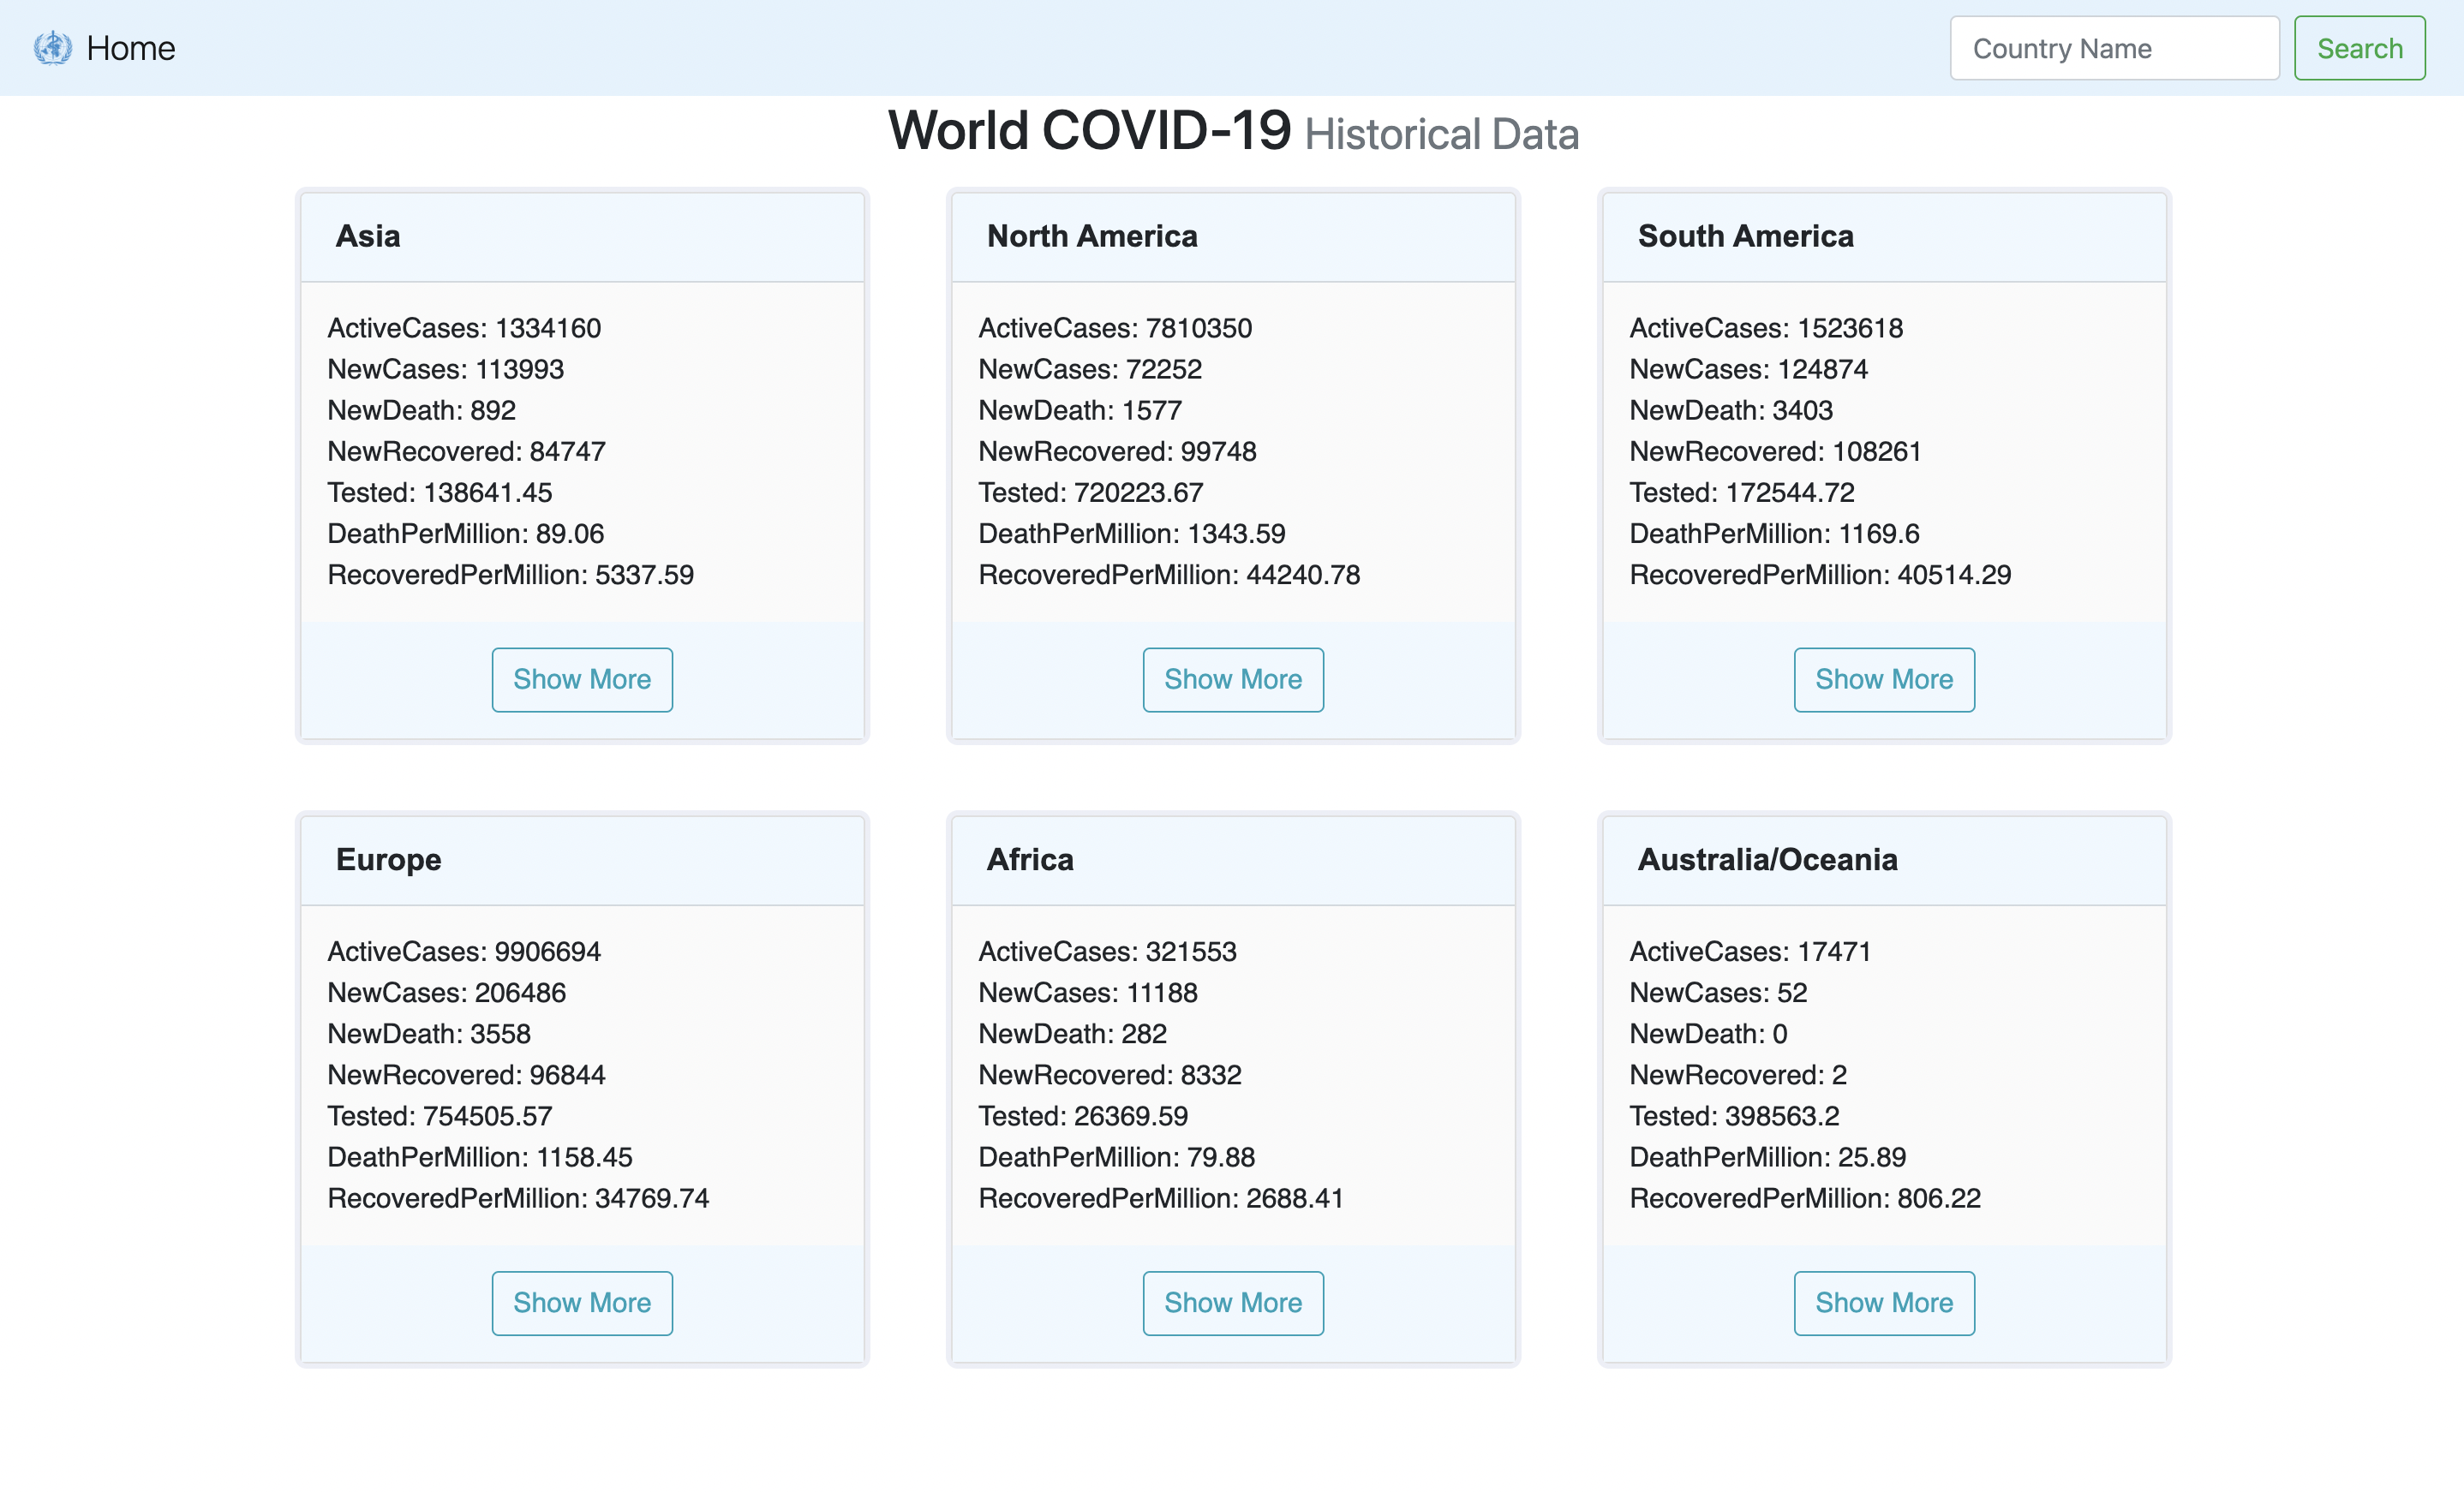 Home
Country Name
Search
World COVID-19 Historical Data
Asia
ActiveCases: 1334160
NewCases: 113993
NewDeath: 892
NewRecovered: 84747
Tested: 138641.45
DeathPerMillion: 89.06
RecoveredPerMillion: 5337.59
Show More
North America
ActiveCases: 7810350
NewCases: 72252
NewDeath: 1577
NewRecovered: 99748
Tested: 720223.67
DeathPerMillion: 1343.59
RecoveredPerMillion: 44240.78
Show More
South America
ActiveCases: 1523618
NewCases: 124874
NewDeath: 3403
NewRecovered: 108261
Tested: 172544.72
DeathPerMillion: 1169.6
RecoveredPerMillion: 40514.29
Show More
Europe
ActiveCases: 9906694
NewCases: 206486
NewDeath: 3558
NewRecovered: 96844
Tested: 754505.57
DeathPerMillion: 1158.45
RecoveredPerMillion: 34769.74
Show More
Africa
ActiveCases: 321553
NewCases: 11188
NewDeath: 282
NewRecovered: 8332
Tested: 26369.59
DeathPerMillion: 79.88
RecoveredPerMillion: 2688.41
Show More
Australia/Oceania
ActiveCases: 17471
NewCases: 52
NewDeath: 0
NewRecovered: 2
Tested: 398563.2
DeathPerMillion: 25.89
RecoveredPerMillion: 806.22
Show More